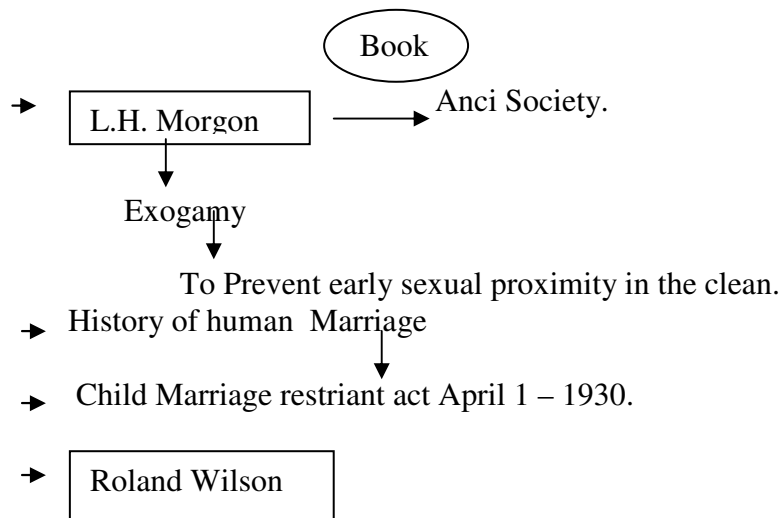 Book
L.H. Morgon
Anci Society.
Exogamy
To Prevent early sexual proximity in the clean.
History of human Marriage
Child Marriage restriant act April 1 – 1930.
Roland Wilson